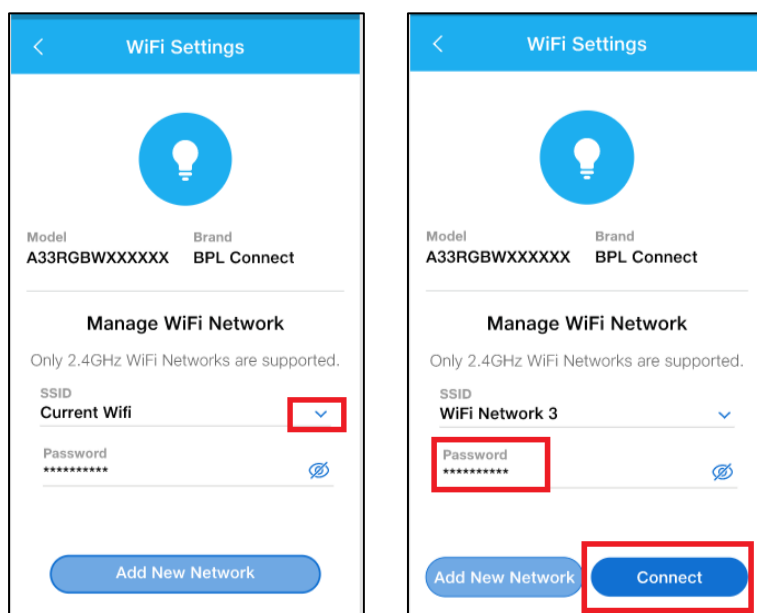 WiFi Settings
Model Brand
A33RGBWXXXXXX BPL Connect
Manage WiFi Network
Only 2.4GHz WiFi Networks are supported.
SSID
Current Wifi
Password
**********
Add New Network
WiFi Settings
Model Brand
A33RGBWXXXXXX BPL Connect
Manage WiFi Network
Only 2.4GHz WiFi Networks are supported.
SSID
WiFi Network 3
Password
**********
Add New Network Connect